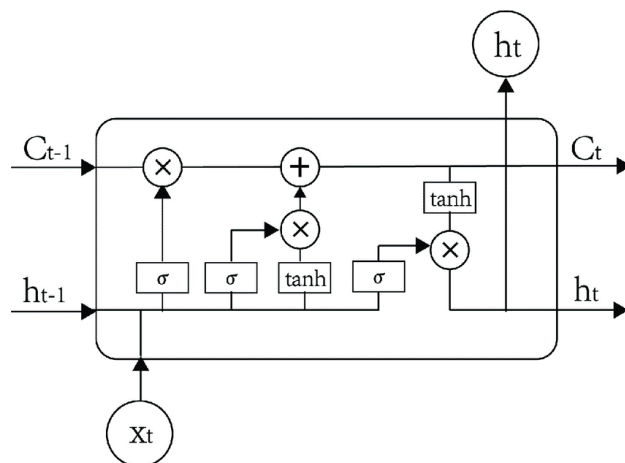 ht
Ct-1
×
+
Ct
tanh
×
×
σ
σ
tanh
σ
ht-1
ht
xt